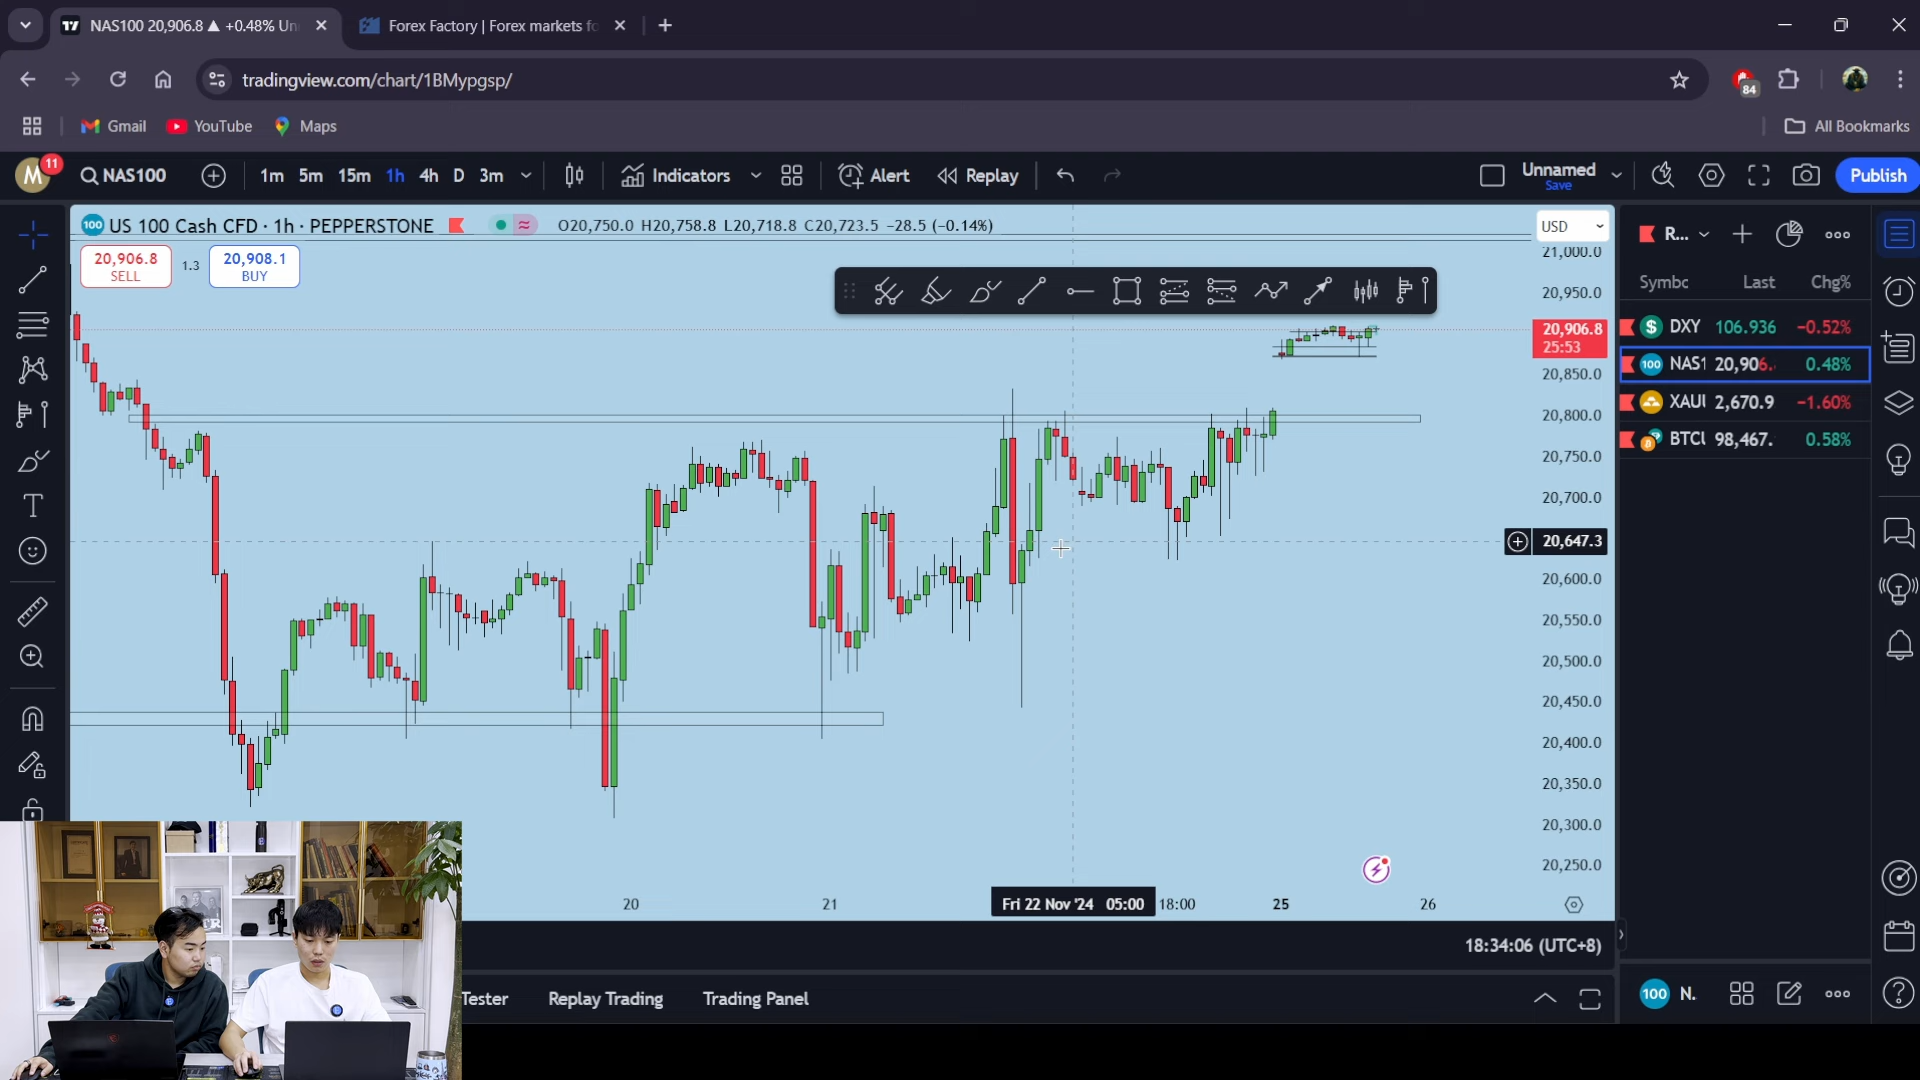 NAS100 20,906.8 ▲ +0.48% Un
Forex Factory | Forex markets fo
tradingview.com/chart/1BMypgsp/
84
Gmail
YouTube
Maps
All Bookmarks
M
11
NAS100
1m 5m 15m 1h 4h D 3m
Indicators
Alert
Replay
Unnamed
Save
Publish
100 US 100 Cash CFD · 1h · PEPPERSTONE
O20,750.0 H20,758.8 L20,718.8 C20,723.5 −28.5 (−0.14%)
USD
20,906.8
SELL
1.3
20,908.1
BUY
21,000.0
20,950.0
20,906.8
25:53
20,850.0
20,800.0
20,750.0
20,700.0
20,647.3
20,600.0
20,550.0
20,500.0
20,450.0
20,400.0
20,350.0
20,300.0
20,250.0
R...
Symbc Last Chg%
DXY 106.936 −0.52%
100 NAS1 20,906. 0.48%
XAUI 2,670.9 −1.60%
BTCL 98,467. 0.58%
20
21
Fri 22 Nov '24 05:00
18:00
25
26
18:34:06 (UTC+8)
Tester
Replay Trading
Trading Panel
100 N.